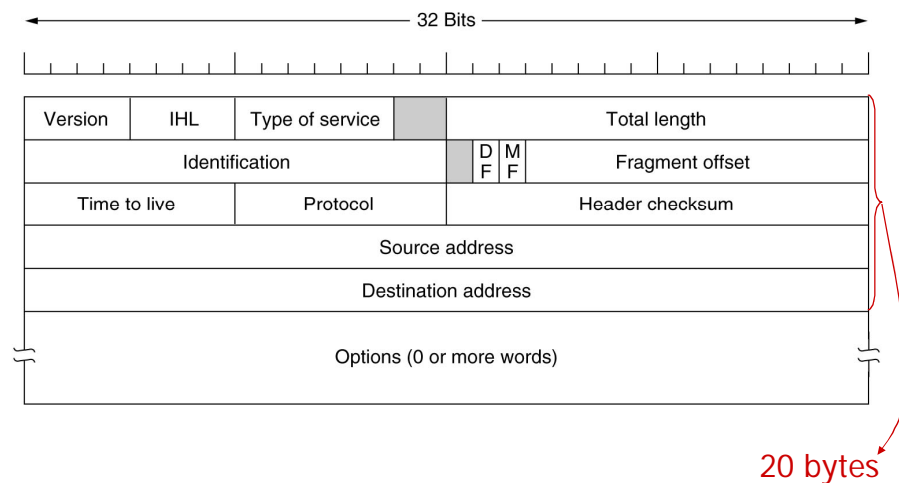 32 Bits
Version IHL Type of service Total length
Identification D F M F Fragment offset
Time to live Protocol Header checksum
Source address
Destination address
Options (0 or more words)
20 bytes